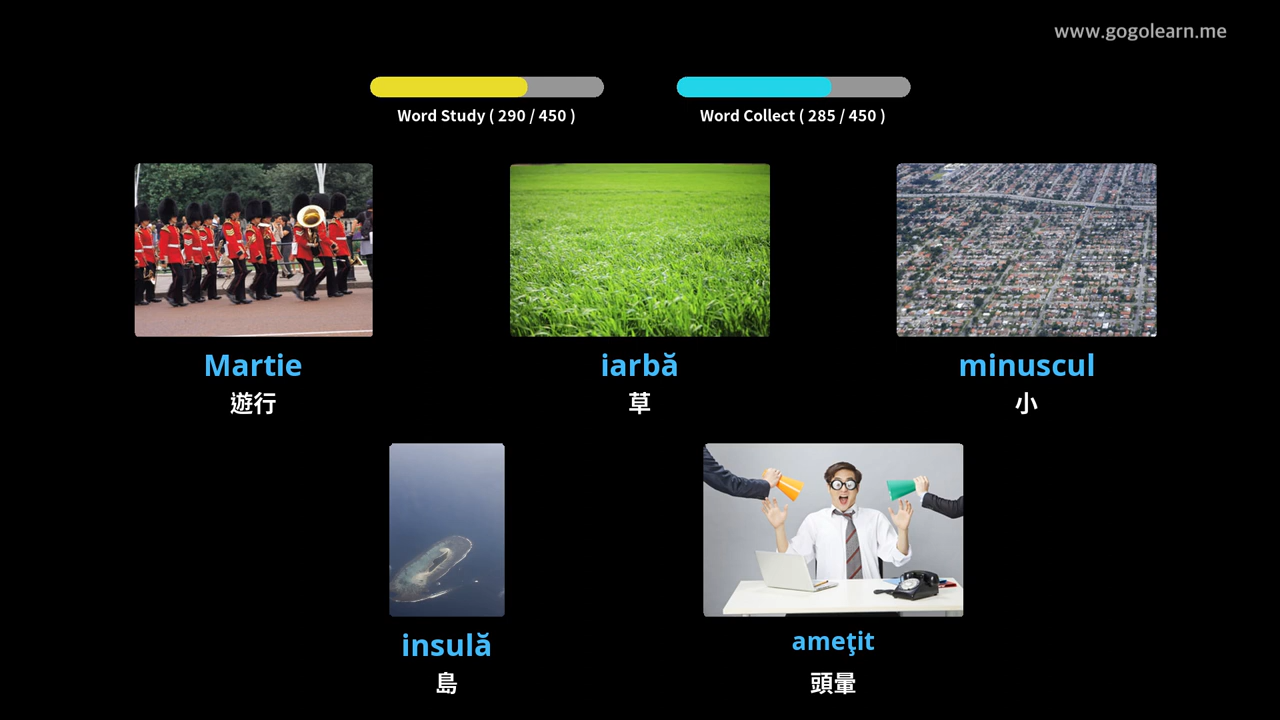 www.gogolearn.me
Word Study ( 290 / 450 )
Word Collect ( 285 / 450 )
Martie
遊行
iarbă
草
minuscul
小
insulă
島
ameţit
頭暈